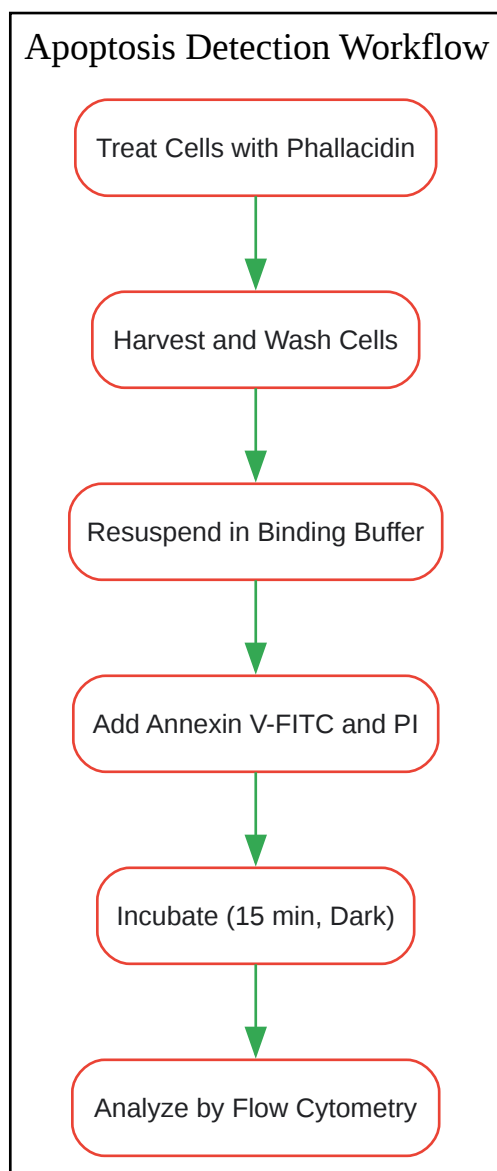 Apoptosis Detection Workflow
Treat Cells with Phallacidin
Harvest and Wash Cells
Resuspend in Binding Buffer
Add Annexin V-FITC and PI
Incubate (15 min, Dark)
Analyze by Flow Cytometry